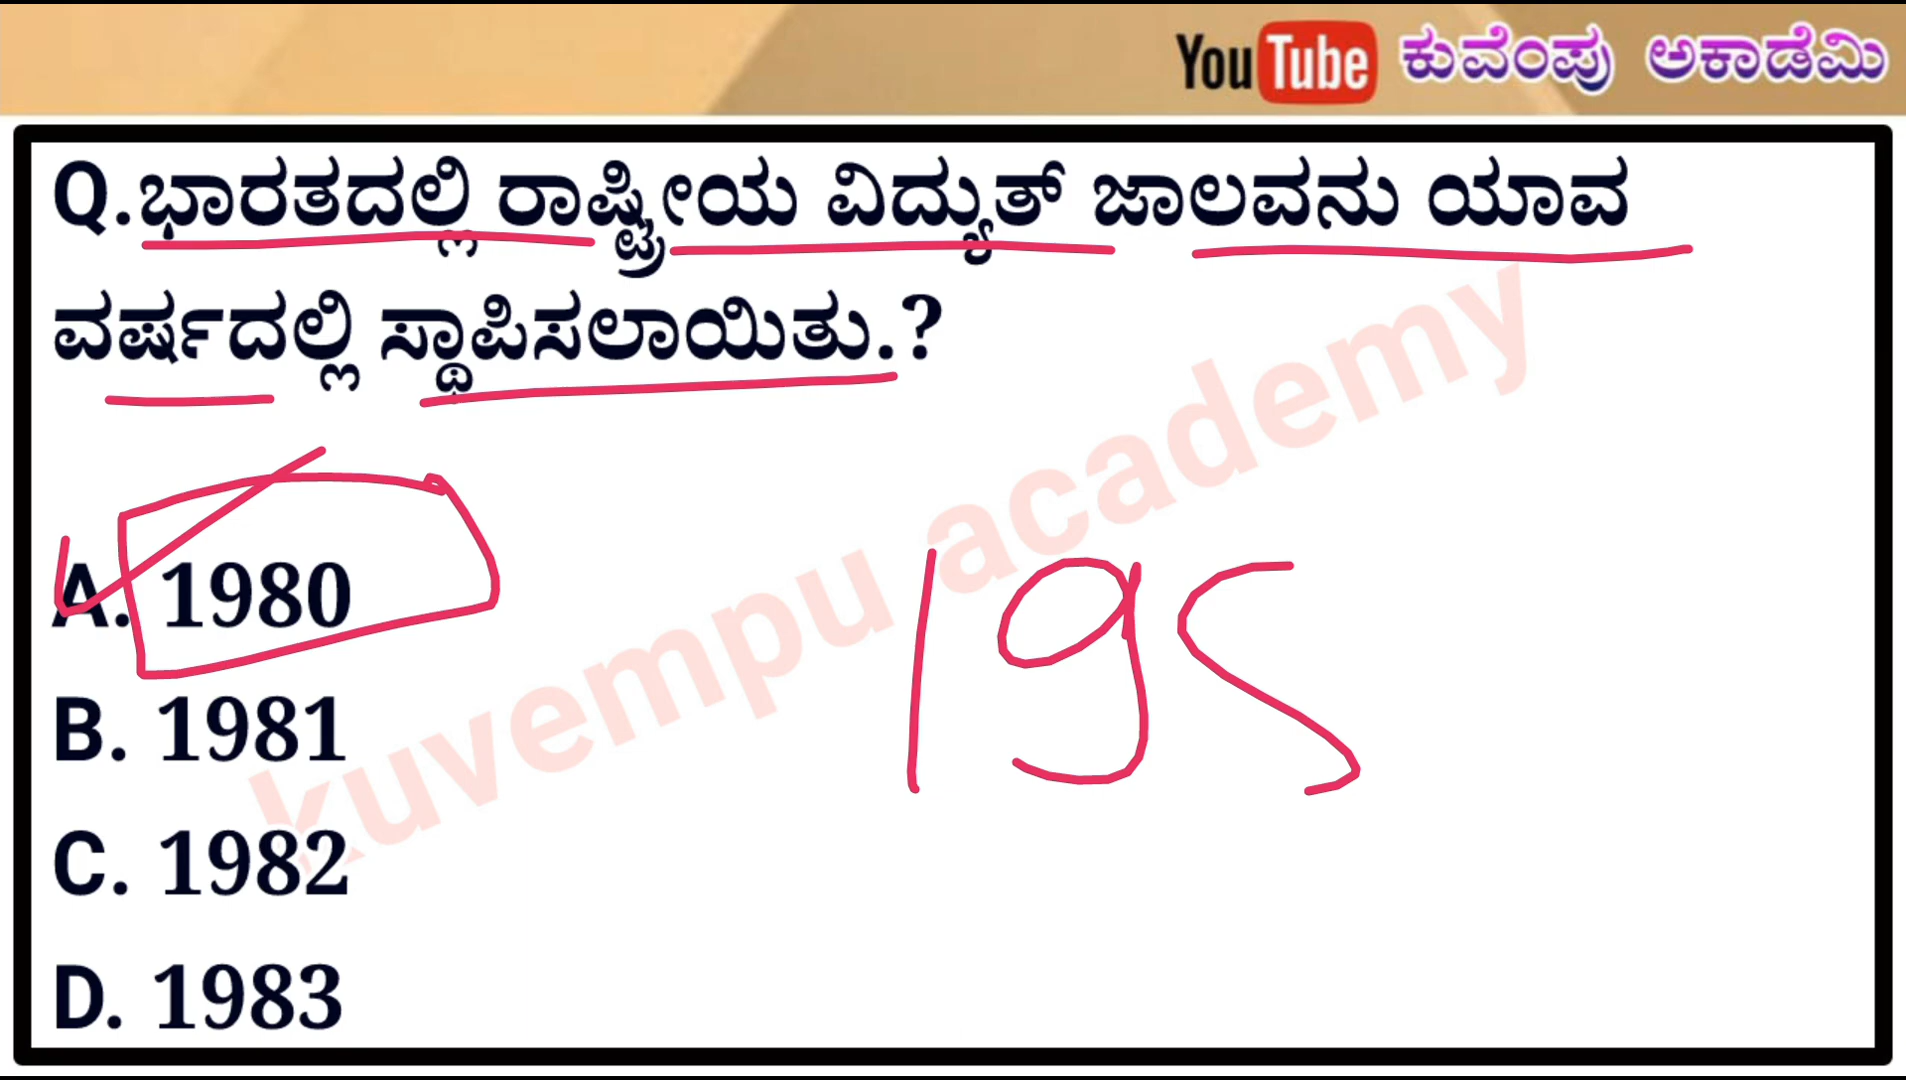 YouTube ಕುವೆಂಪು ಅಕಾಡೆಮಿ
Q.ಭಾರತದಲ್ಲಿ ರಾಷ್ಟ್ರೀಯ ವಿದ್ಯುತ್ ಜಾಲವನು ಯಾವ
ವರ್ಷದಲ್ಲಿ ಸ್ಥಾಪಿಸಲಾಯಿತು.?
A. 1980
B. 1981
C. 1982
D. 1983
195
kuvempu academy